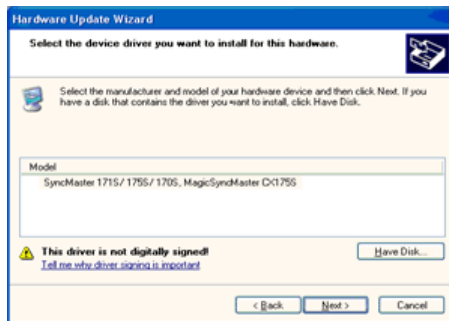 Hardware Update Wizard
Select the device driver you want to install for this hardware.
Select the manufacturer and model of your hardware device and then click Next. If you
have a disk that contains the driver you want to install, click Have Disk.
Model
SyncMaster 171S/ 175S/ 170S, MagicSyncMaster CX175S
This driver is not digitally signed!
Tell me why driver signing is important
Have Disk...
< Back
Next >
Cancel